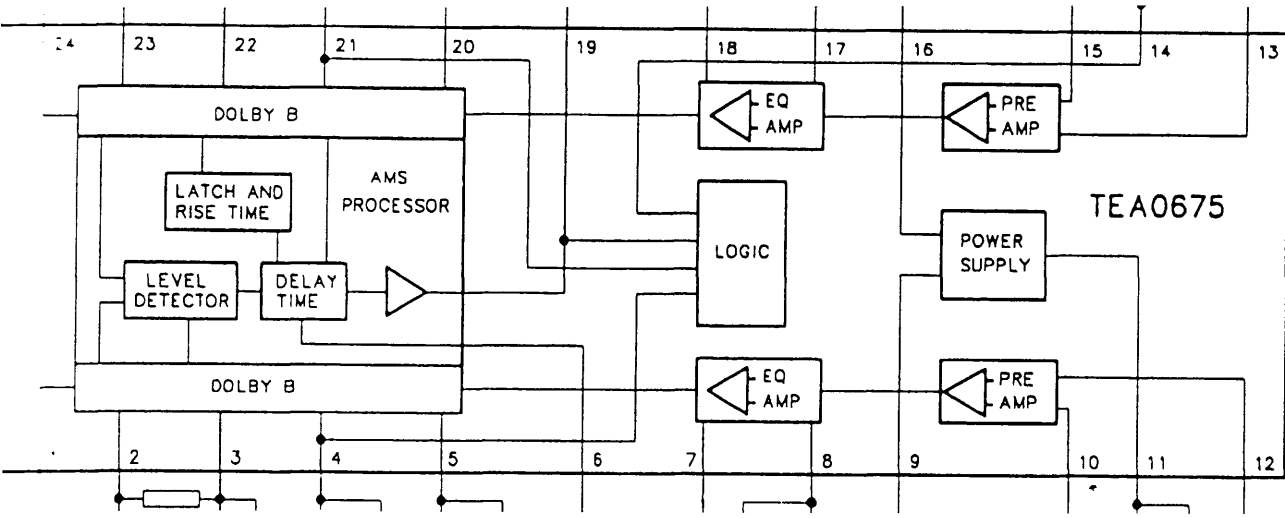 23 22 21 20 19 18 17 16 15 14 13
DOLBY B
EQ
AMP
PRE
AMP
LATCH AND
RISE TIME
AMS
PROCESSOR
TEA0675
LOGIC
POWER
SUPPLY
LEVEL
DETECTOR
DELAY
TIME
DOLBY B
EQ
AMP
PRE
AMP
2 3 4 5 6 7 8 9 10 11 12